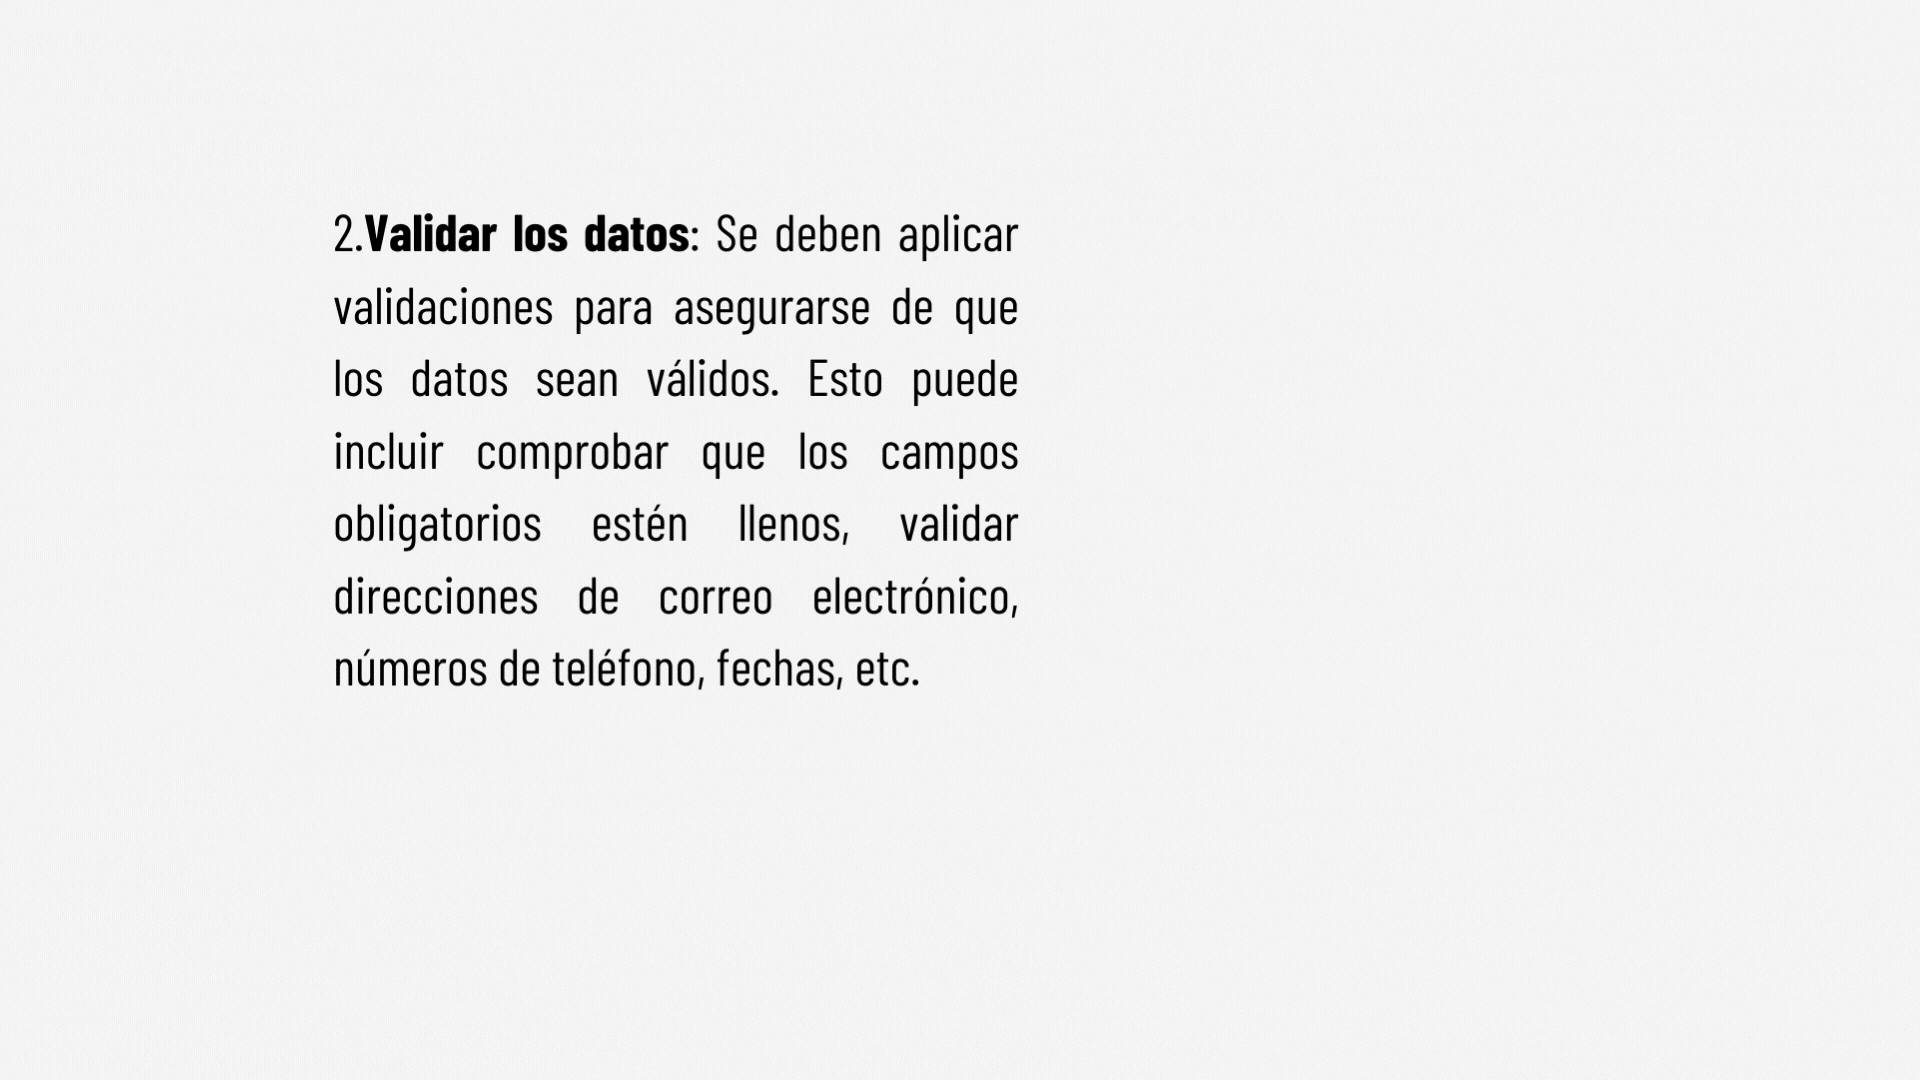 2.Validar los datos: Se deben aplicar
validaciones para asegurarse de que
los datos sean válidos. Esto puede
incluir comprobar que los campos
obligatorios estén llenos, validar
direcciones de correo electrónico,
números de teléfono, fechas, etc.